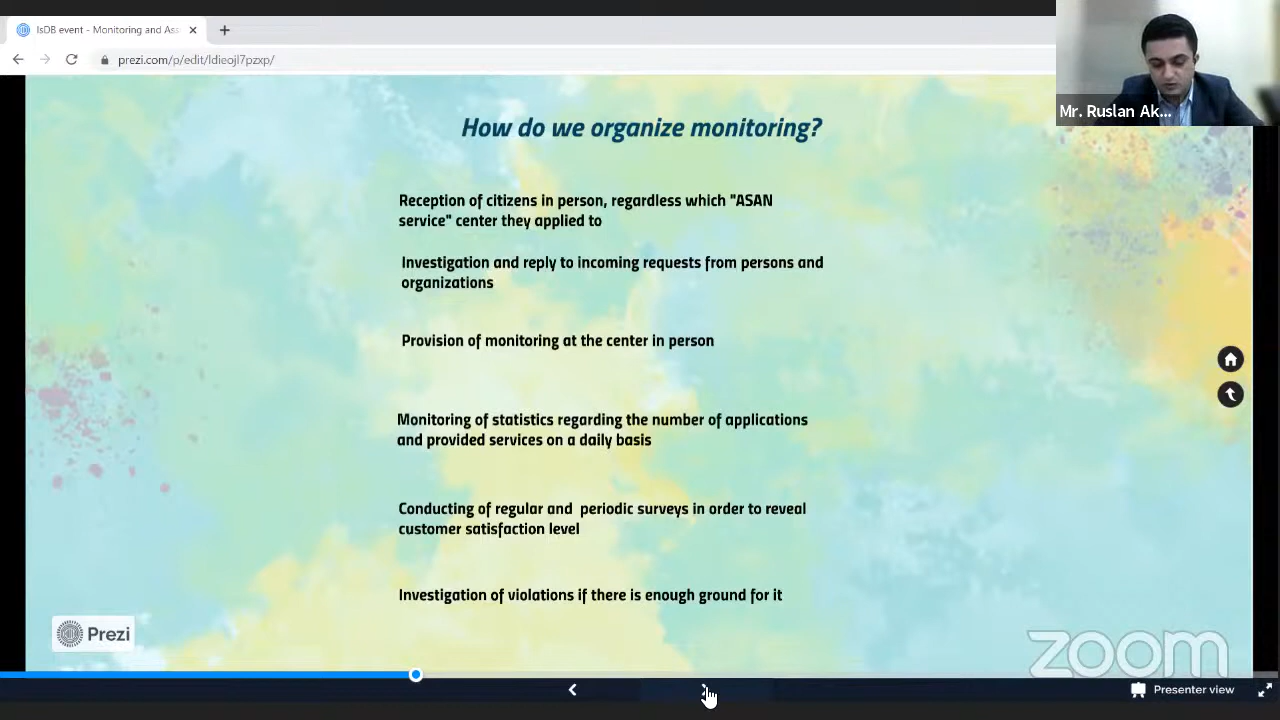 IsDB event - Monitoring and Ass
prezi.com/p/edit/ldieojl7pzxp/
Mr. Ruslan Ak...
How do we organize monitoring?
Reception of citizens in person, regardless which "ASAN
service" center they applied to
Investigation and reply to incoming requests from persons and
organizations
Provision of monitoring at the center in person
Monitoring of statistics regarding the number of applications
and provided services on a daily basis
Conducting of regular and periodic surveys in order to reveal
customer satisfaction level
Investigation of violations if there is enough ground for it
Prezi
zoom
Presenter view